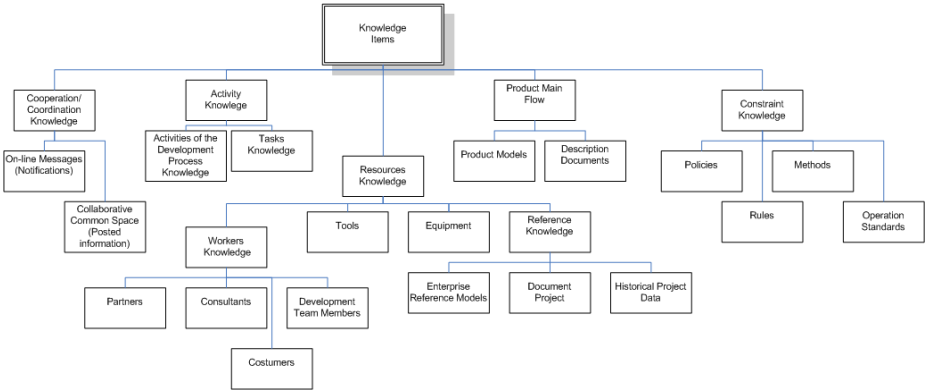 Knowledge
Items
Cooperation/
Coordination
Knowledge
Activity
Knowlege
Product Main
Flow
Constraint
Knowledge
On-line Messages
(Notifications)
Activities of the
Development
Process
Knowledge
Tasks
Knowledge
Product Models
Description
Documents
Policies
Methods
Resources
Knowledge
Collaborative
Common Space
(Posted
information)
Workers
Knowledge
Tools
Equipment
Reference
Knowledge
Rules
Operation
Standards
Partners
Consultants
Development
Team Members
Enterprise
Reference Models
Document
Project
Historical Project
Data
Costumers